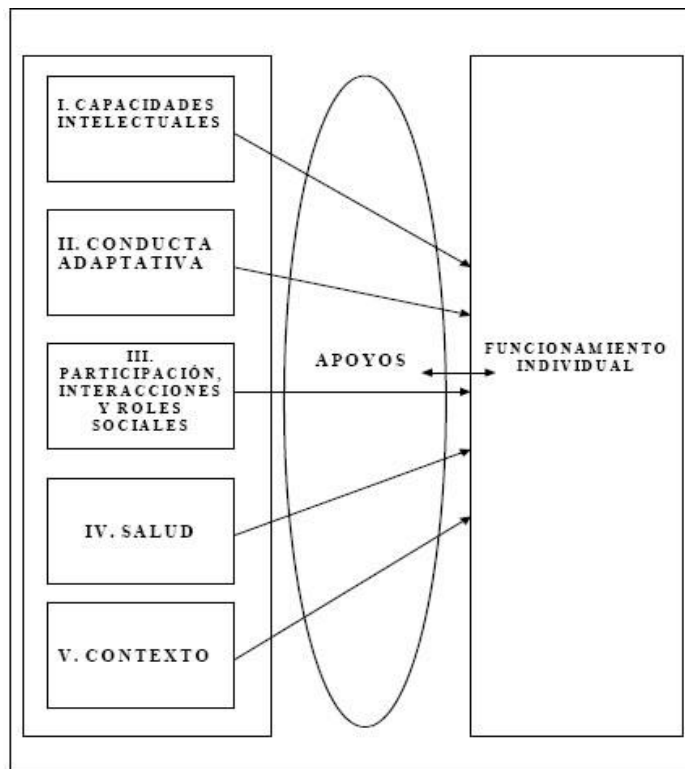 I. CAPACIDADES
INTELECTUALES
II. CONDUCTA
ADAPTATIVA
III.
PARTICIPACIÓN,
INTERACCIONES
Y ROLES
SOCIALES
IV. SALUD
V. CONTEXTO
APOYOS
FUNCIONAMIENTO
INDIVIDUAL